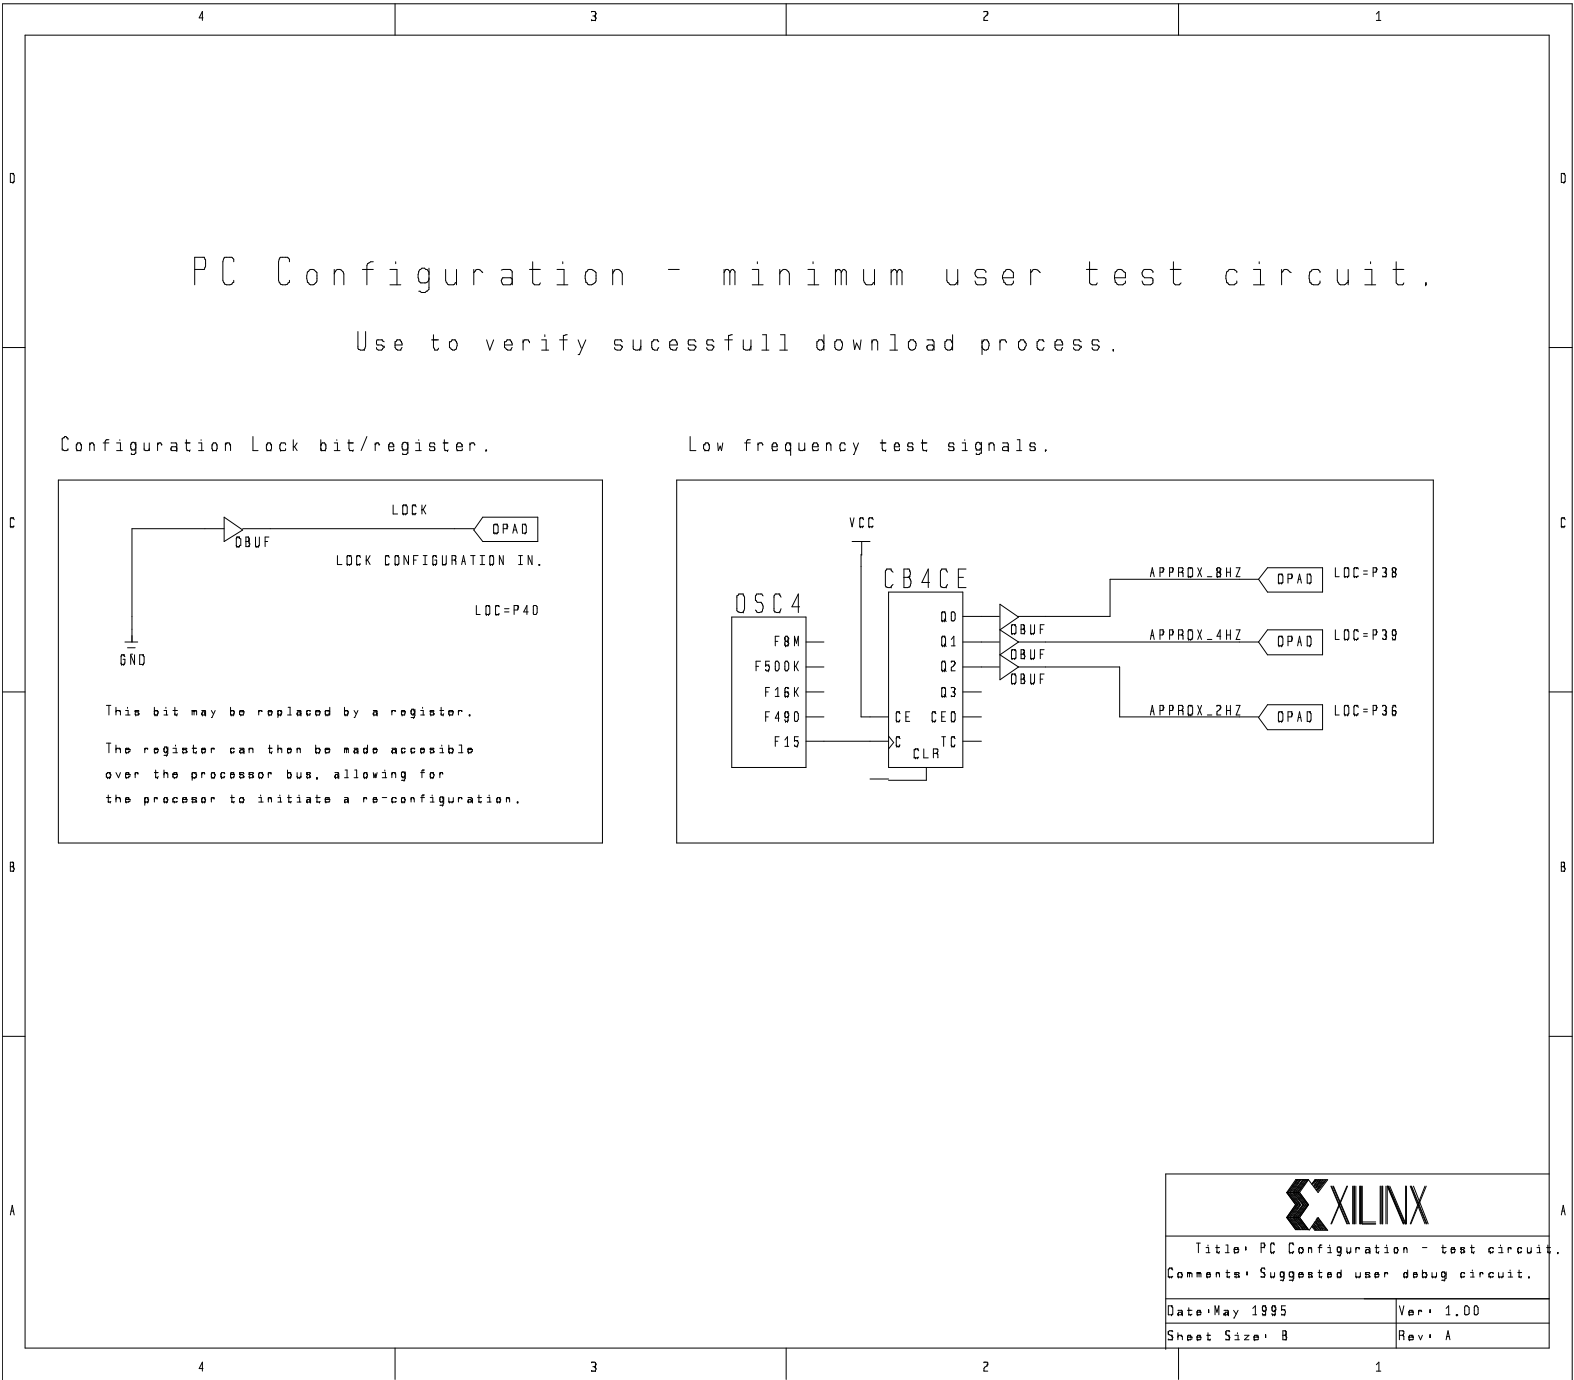 4 3 2 1
D D
PC Configuration - minimum user test circuit.
Use to verify sucessfull download process.
Configuration Lock bit/register.
Low frequency test signals.
C C
LOCK
OPAD
OBUF
LOCK CONFIGURATION IN.
LOC=P40
GND
This bit may be replaced by a register.
The register can then be made accesible
over the processor bus, allowing for
the procesor to initiate a re-configuration.
VCC
CB4CE
OSC4
F8M
F500K
F16K
F490
F15
Q0
Q1
Q2
Q3
CE CEO
C TC
CLR
OBUF
OBUF
OBUF
APPROX_8HZ OPAD LOC=P38
APPROX_4HZ OPAD LOC=P39
APPROX_2HZ OPAD LOC=P36
B B
A A
XILINX
Title: PC Configuration - test circuit.
Comments: Suggested user debug circuit.
Date:May 1995 Ver: 1.00
Sheet Size: B Rev: A
4 3 2 1